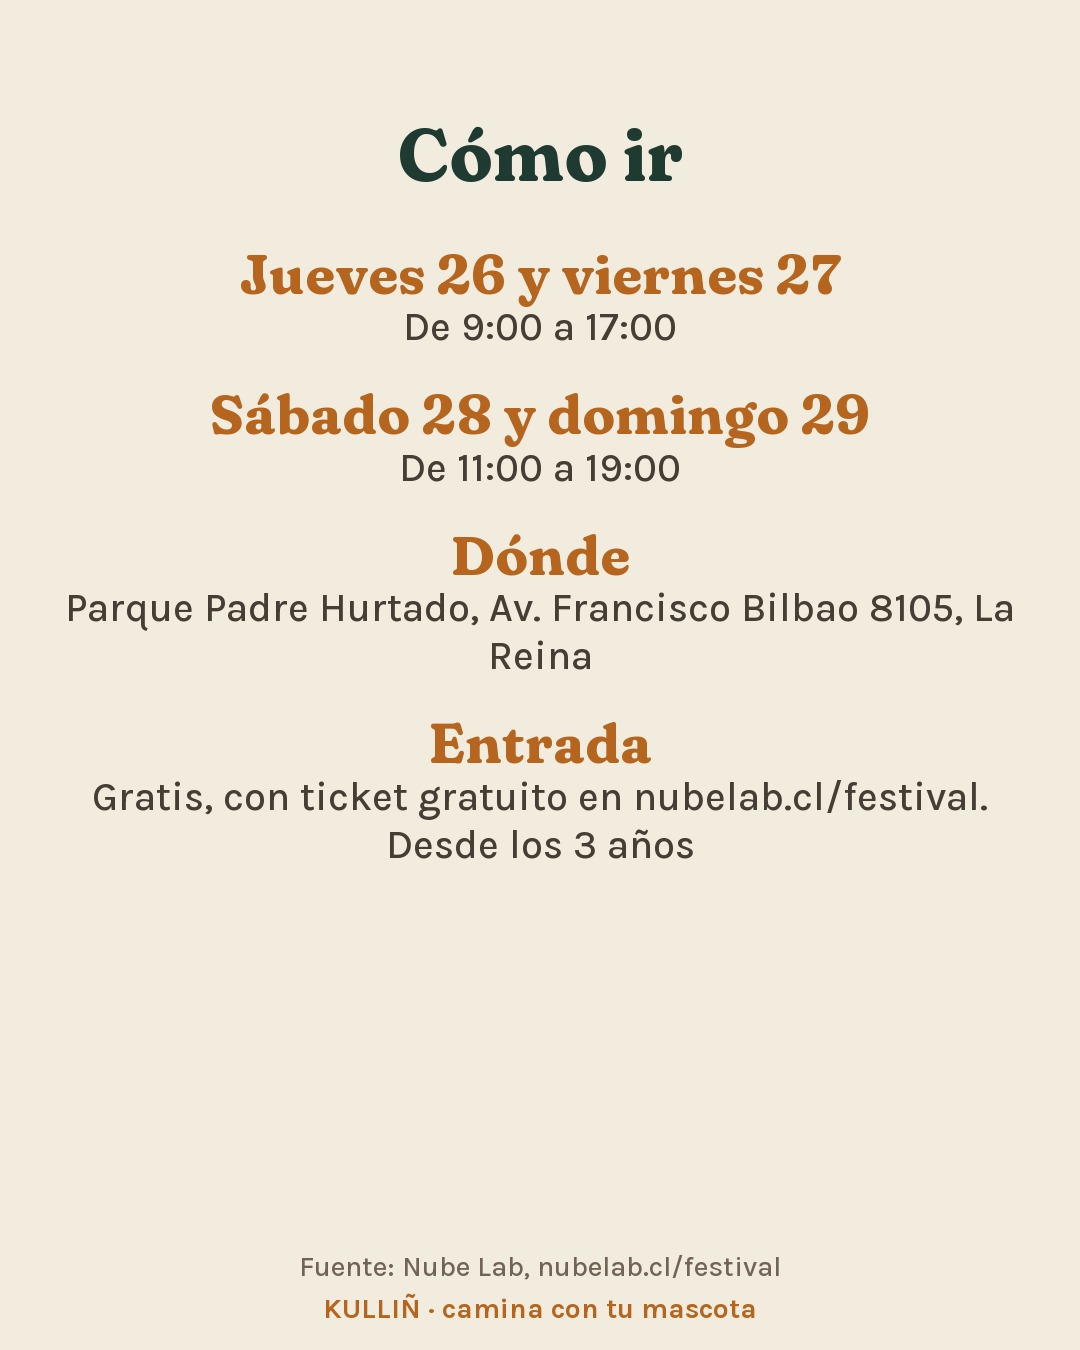 Cómo ir
Jueves 26 y viernes 27
De 9:00 a 17:00
Sábado 28 y domingo 29
De 11:00 a 19:00
Dónde
Parque Padre Hurtado, Av. Francisco Bilbao 8105, La
Reina
Entrada
Gratis, con ticket gratuito en nubelab.cl/festival.
Desde los 3 años
Fuente: Nube Lab, nubelab.cl/festival
KULLIÑ · camina con tu mascota